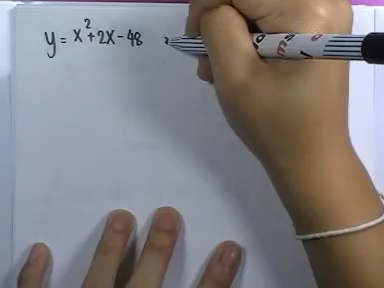 y = x² + 2x - 48